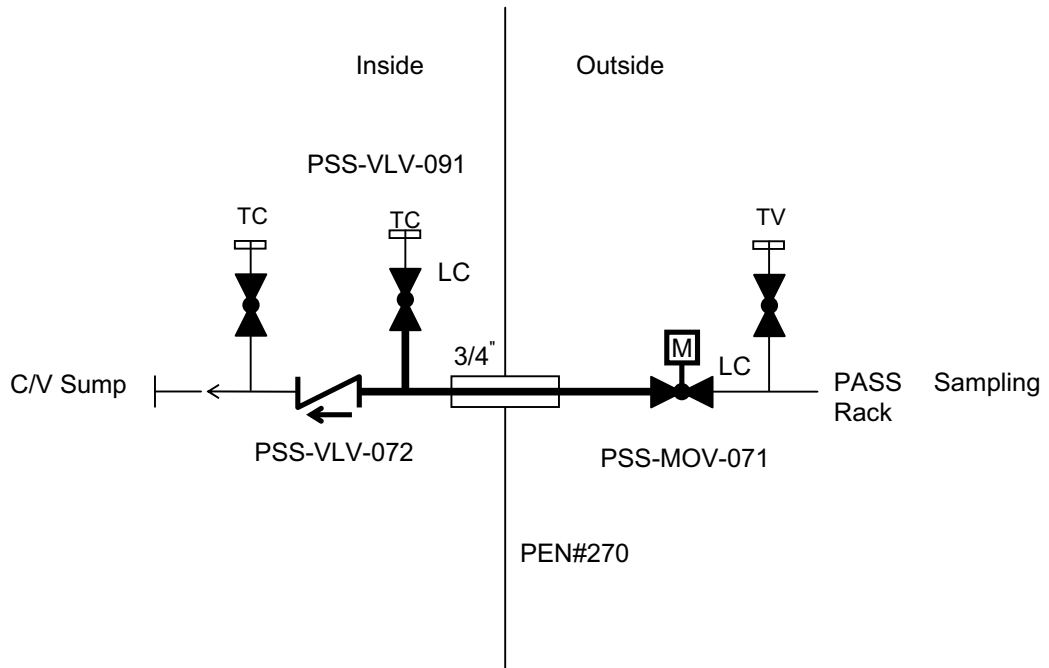 Inside Outside
PSS-VLV-091
TC TC TV
LC
3/4"
M
LC
C/V Sump
PASS Sampling
Rack
PSS-VLV-072
PSS-MOV-071
PEN#270